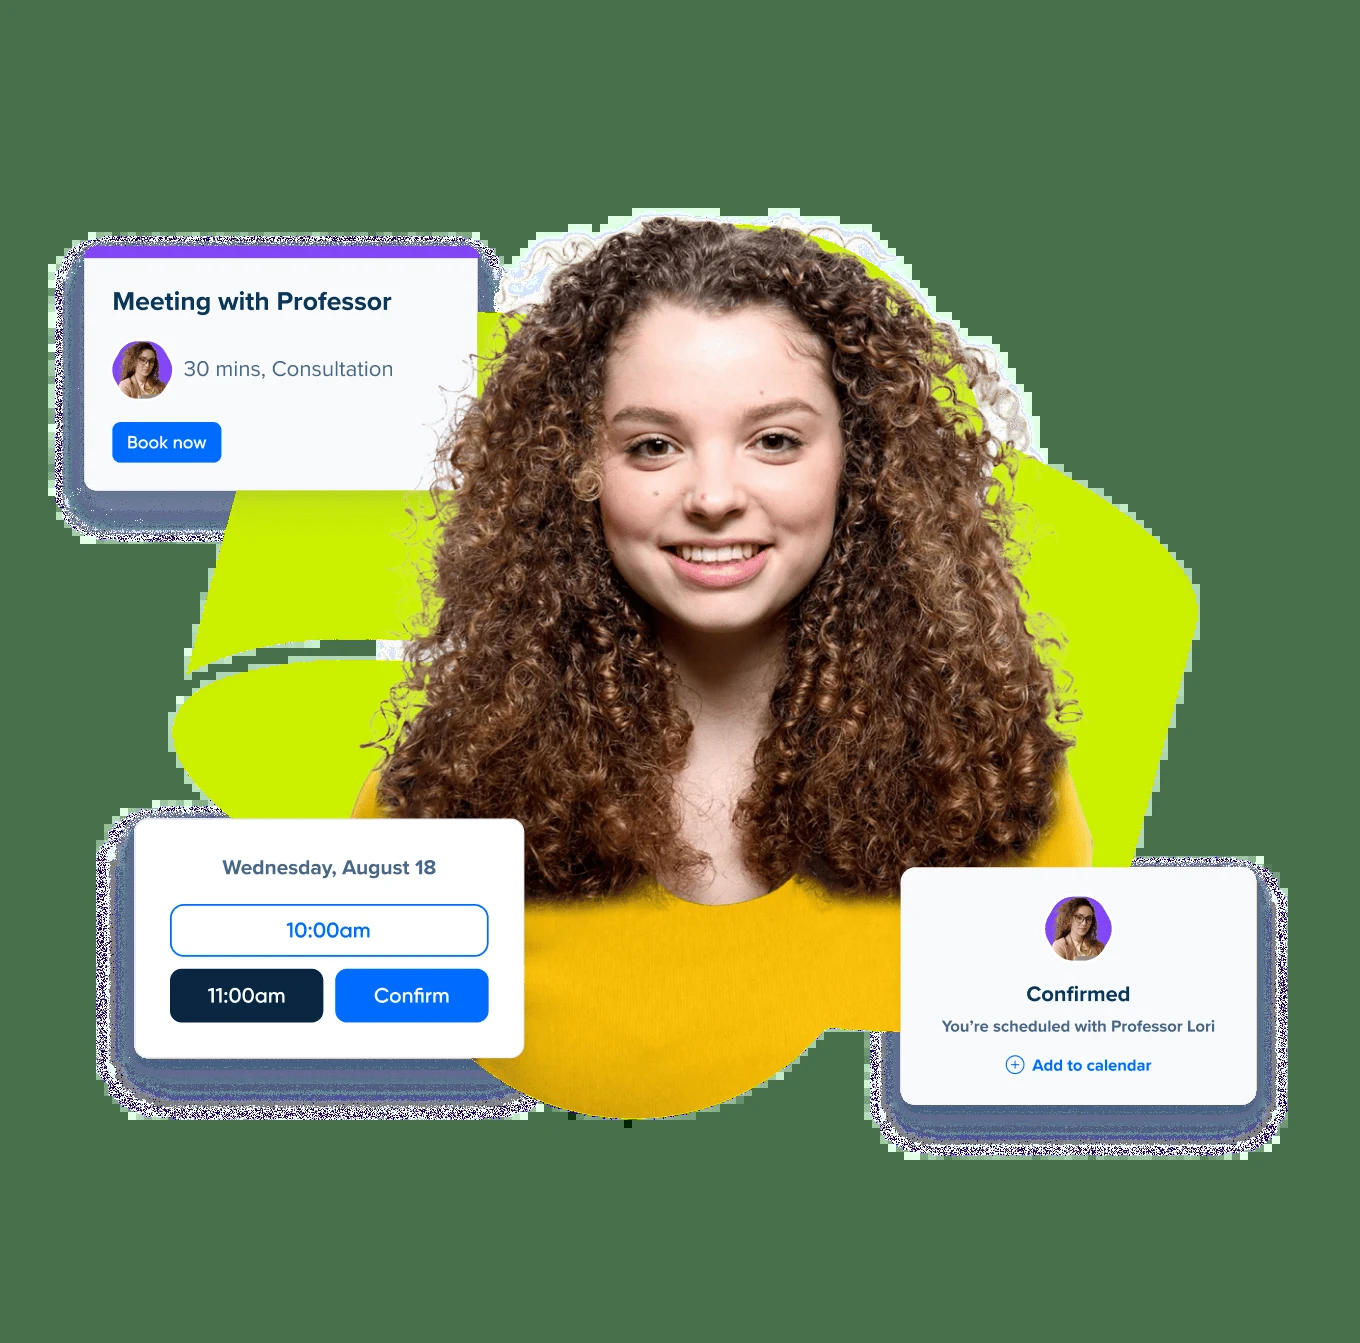 Meeting with Professor
30 mins, Consultation
Book now
Wednesday, August 18
10:00am
11:00am
Confirm
Confirmed
You're scheduled with Professor Lori
Add to calendar